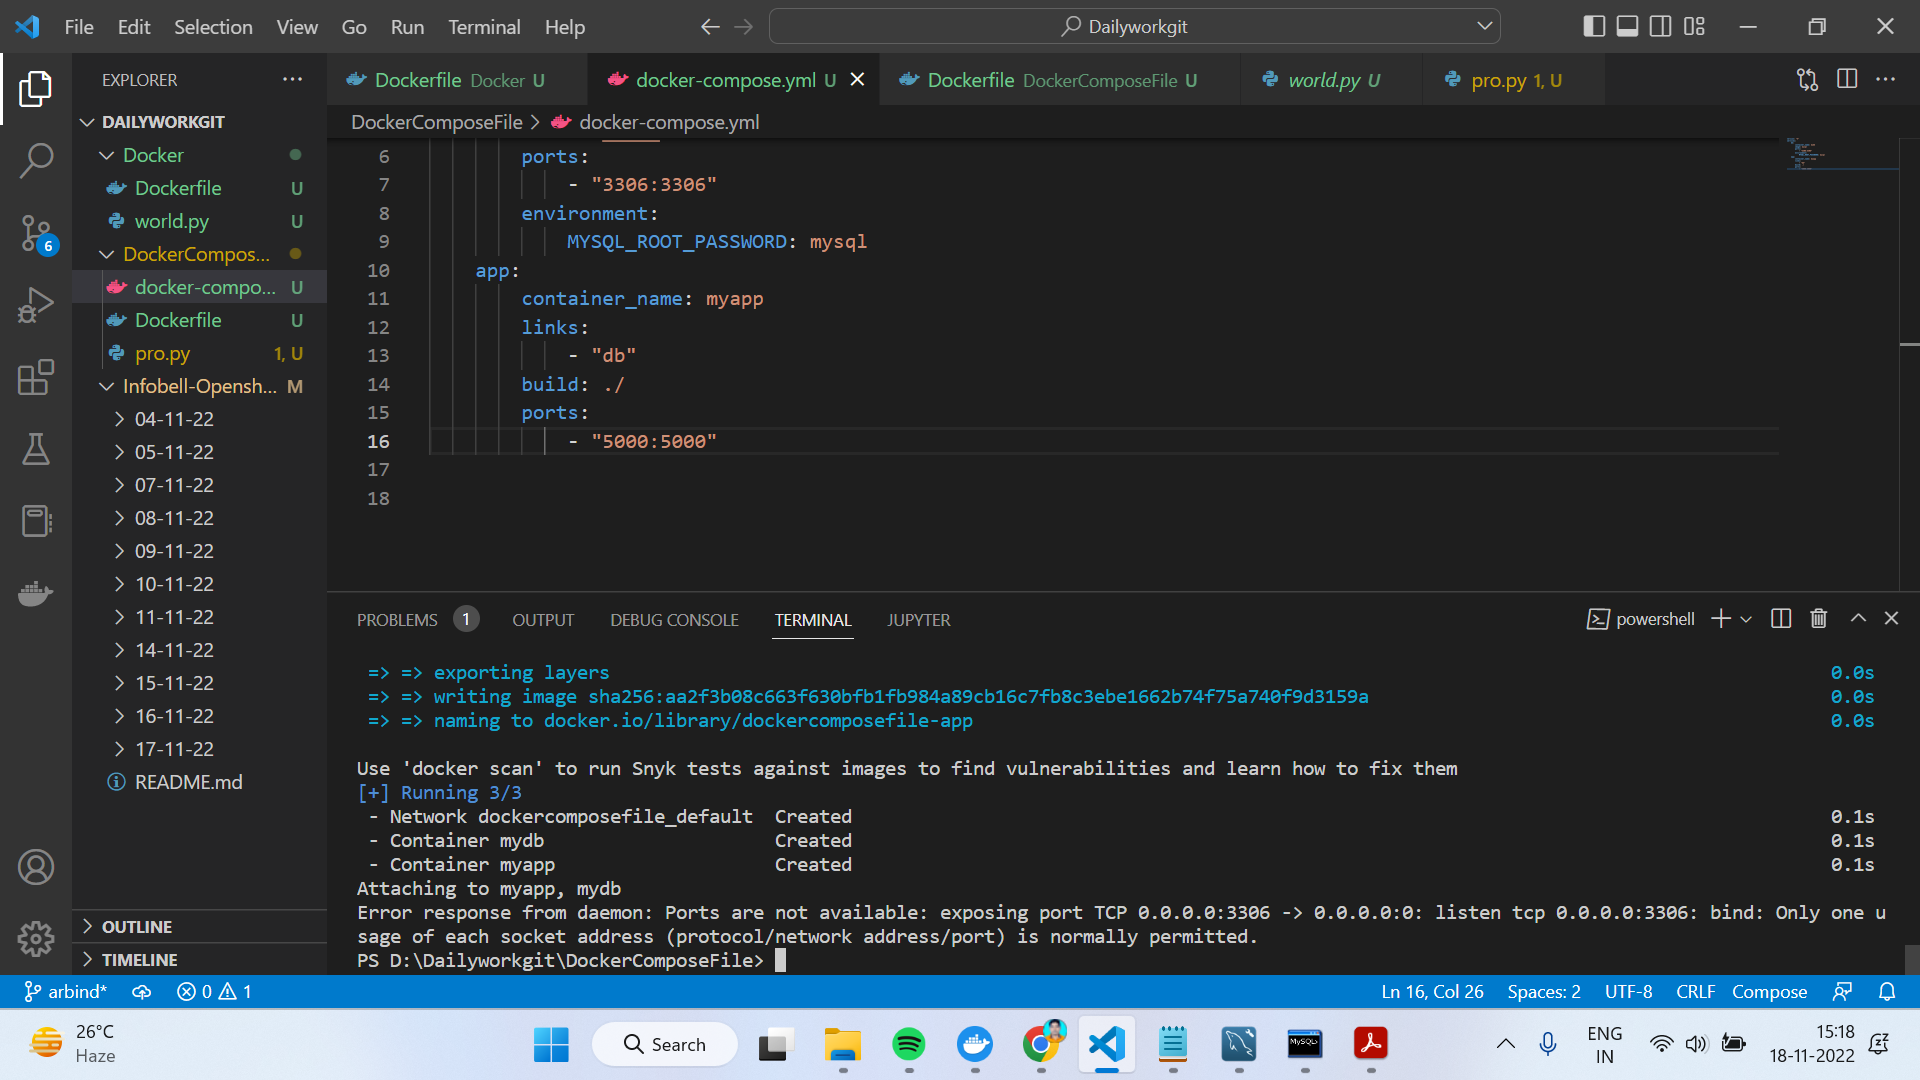 File Edit Selection View Go Run Terminal Help
Dailyworkgit
EXPLORER
Dockerfile Docker U
docker-compose.yml U
Dockerfile DockerComposeFile U
world.py U
pro.py 1, U
DockerComposeFile > docker-compose.yml
DAILYWORKGIT
Docker
Dockerfile U
world.py U
DockerCompos...
docker-compo... U
Dockerfile U
pro.py 1, U
Infobell-Opensh... M
04-11-22
05-11-22
07-11-22
08-11-22
09-11-22
10-11-22
11-11-22
14-11-22
15-11-22
16-11-22
17-11-22
README.md
OUTLINE
TIMELINE
6
6 ports:
7 - "3306:3306"
8 environment:
9 MYSQL_ROOT_PASSWORD: mysql
10 app:
11 container_name: myapp
12 links:
13 - "db"
14 build: ./
15 ports:
16 - "5000:5000"
17
18
PROBLEMS 1 OUTPUT DEBUG CONSOLE TERMINAL JUPYTER
powershell
=> => exporting layers 0.0s
=> => writing image sha256:aa2f3b08c663f630bfb1fb984a89cb16c7fb8c3ebe1662b74f75a740f9d3159a 0.0s
=> => naming to docker.io/library/dockercomposefile-app 0.0s
Use 'docker scan' to run Snyk tests against images to find vulnerabilities and learn how to fix them
[+] Running 3/3
- Network dockercomposefile_default Created 0.1s
- Container mydb Created 0.1s
- Container myapp Created 0.1s
Attaching to myapp, mydb
Error response from daemon: Ports are not available: exposing port TCP 0.0.0.0:3306 -> 0.0.0.0:0: listen tcp 0.0.0.0:3306: bind: Only one u
sage of each socket address (protocol/network address/port) is normally permitted.
PS D:\Dailyworkgit\DockerComposeFile>
arbind* 0 1
Ln 16, Col 26 Spaces: 2 UTF-8 CRLF Compose
26°C
Haze
Search
MySQL>
ENG
IN
15:18
18-11-2022